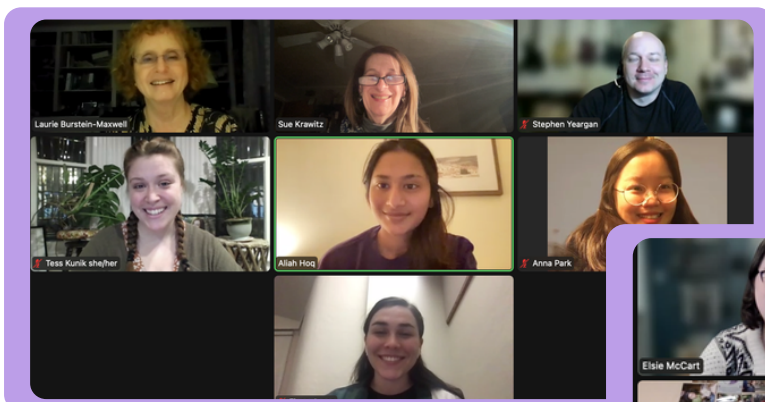 Laurie Burstein-Maxwell
Sue Krawitz
Stephen Yeargan
Tess Kunik she/her
Aliah Hoq
Anna Park
Elsie McCart